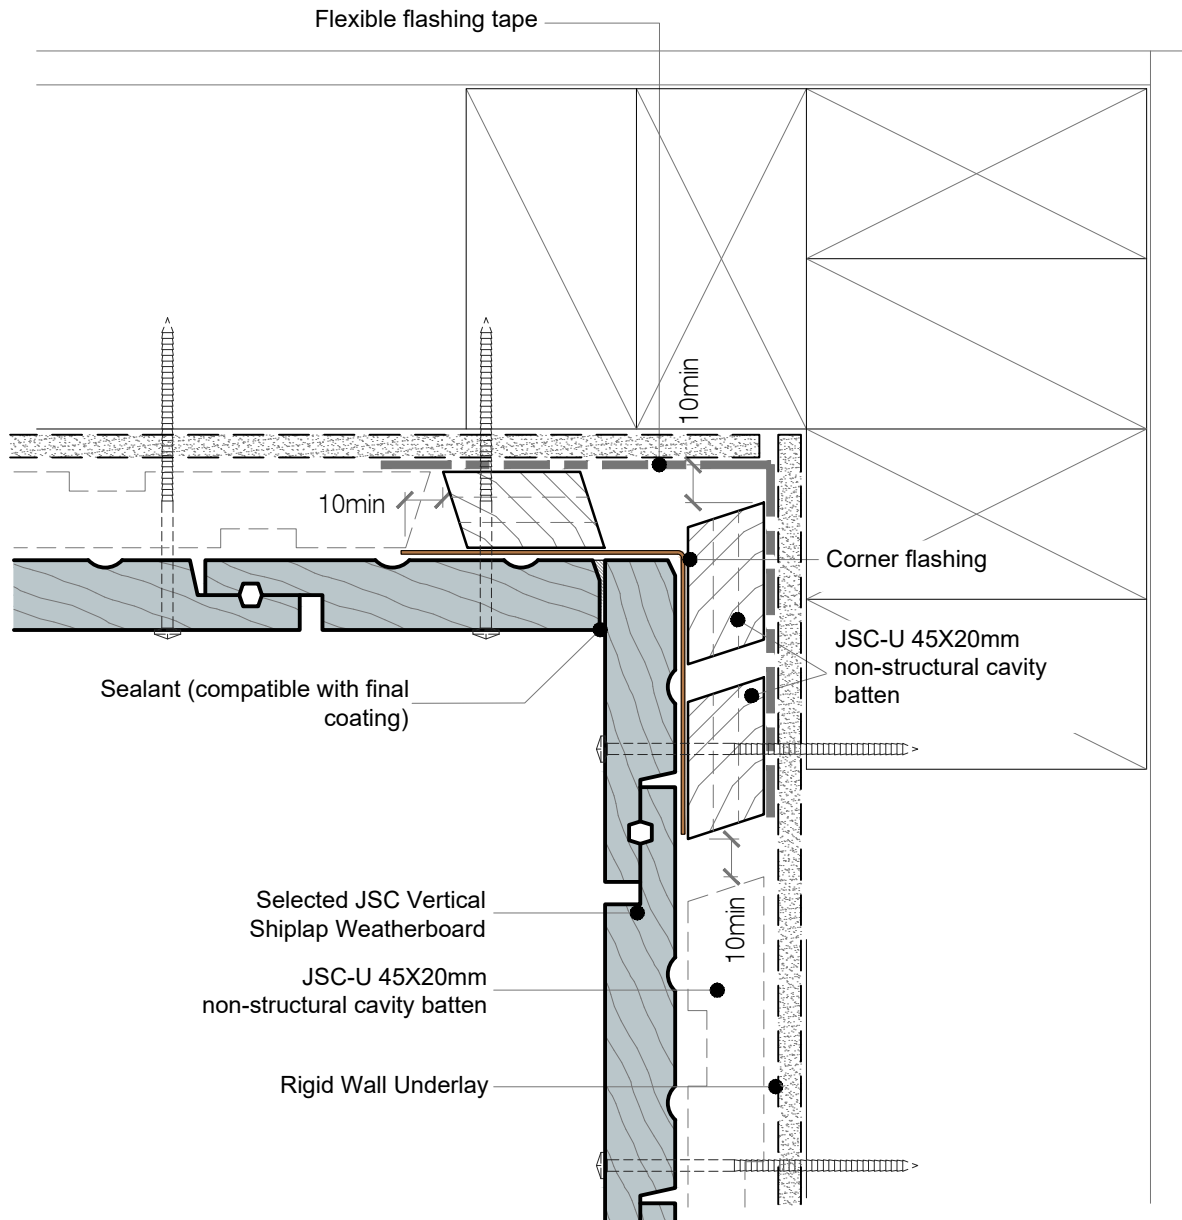 Flexible flashing tape
10min
10min
Corner flashing
JSC-U 45X20mm
non-structural cavity
batten
Sealant (compatible with final
coating)
Selected JSC Vertical
Shiplap Weatherboard
10min
JSC-U 45X20mm
non-structural cavity batten
Rigid Wall Underlay